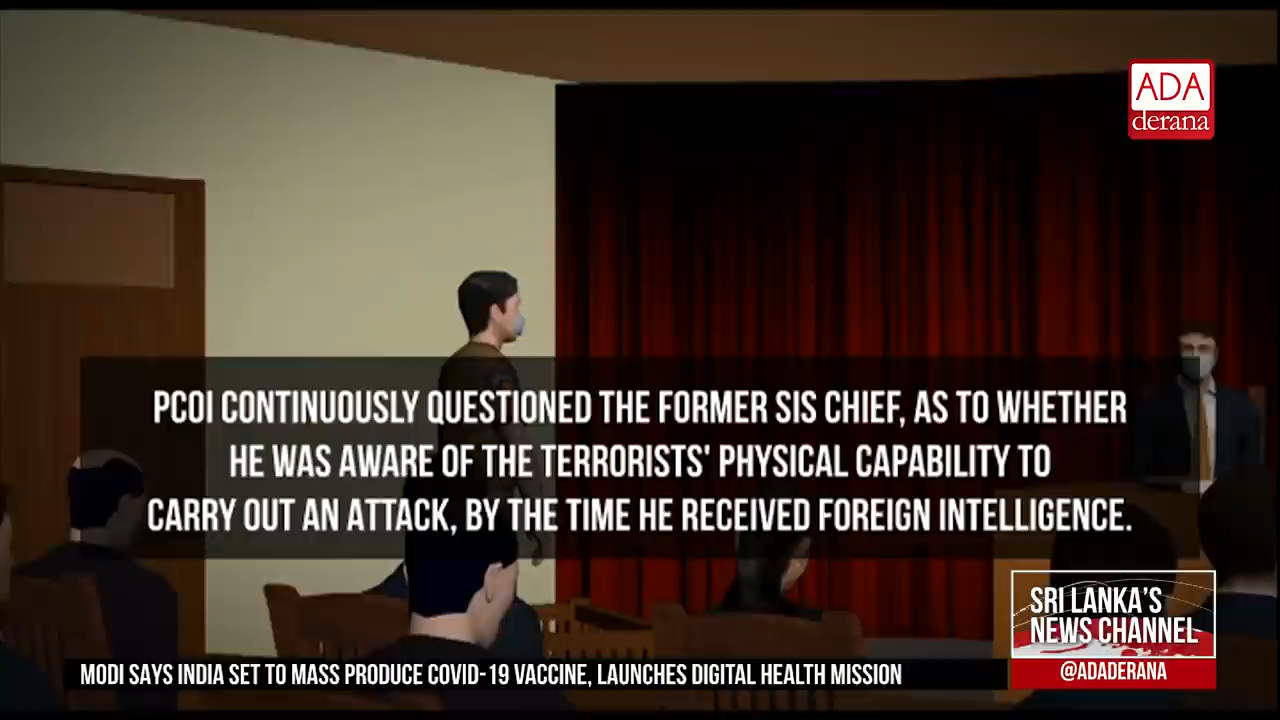 ADA
derana
PCOI CONTINUOUSLY QUESTIONED THE FORMER SIS CHIEF, AS TO WHETHER
HE WAS AWARE OF THE TERRORISTS' PHYSICAL CAPABILITY TO
CARRY OUT AN ATTACK, BY THE TIME HE RECEIVED FOREIGN INTELLIGENCE.
SRI LANKA'S
NEWS CHANNEL
@ADADERANA
MODI SAYS INDIA SET TO MASS PRODUCE COVID-19 VACCINE, LAUNCHES DIGITAL HEALTH MISSION